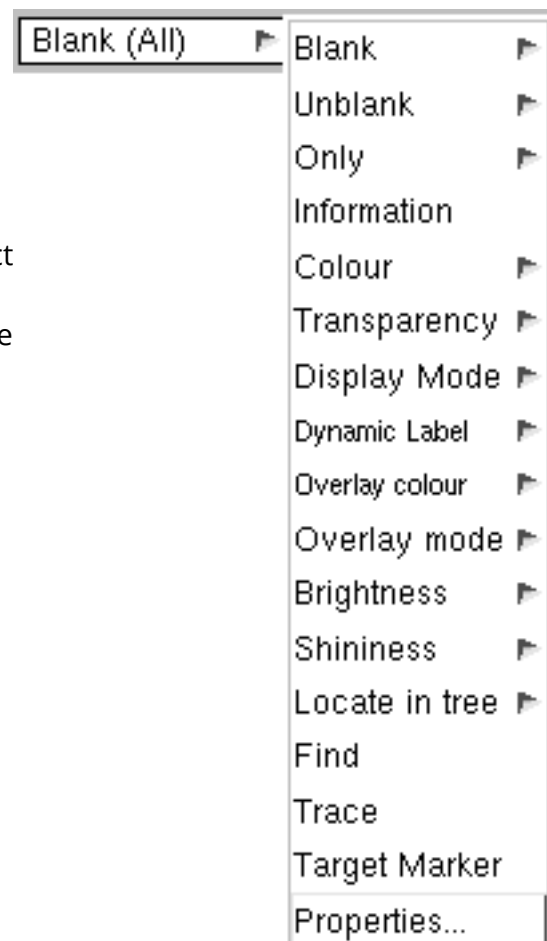 Blank (All)
Blank
Unblank
Only
Information
Colour
Transparency
Display Mode
Dynamic Label
Overlay colour
Overlay mode
Brightness
Shininess
Locate in tree
Find
Trace
Target Marker
Properties...